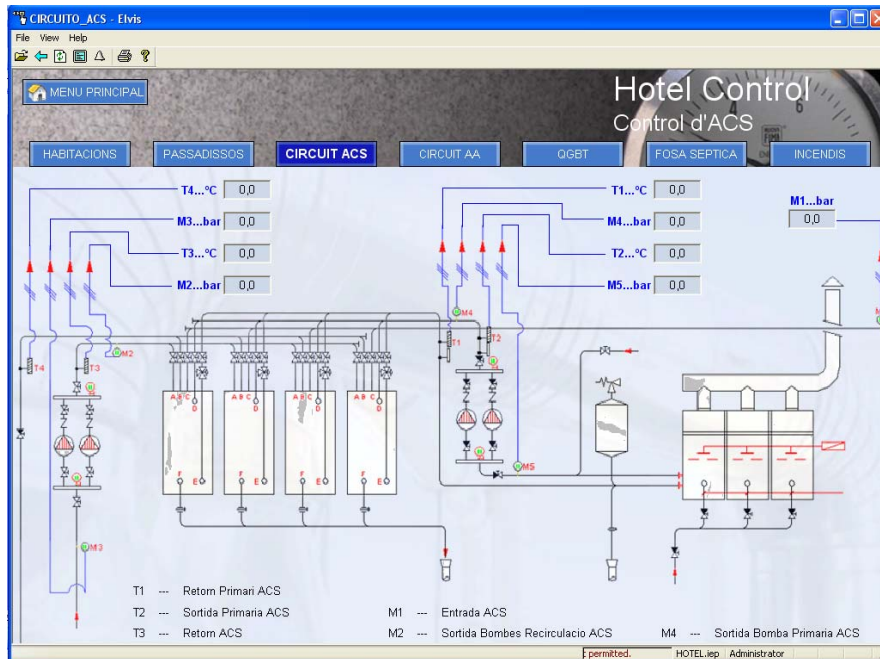 CIRCUITO_ACS - Elvis
File View Help
MENU PRINCIPAL
Hotel Control
Control d'ACS
HABITACIONS PASSADISSOS CIRCUIT ACS CIRCUIT AA QGBT FOSA SEPTICA INCENDIS
T4...ºC 0,0 T1...ºC 0,0
M1...bar
0,0
M3...bar 0,0 M4...bar 0,0
T3...ºC 0,0 T2...ºC 0,0
M2...bar 0,0 M5...bar 0,0
M4
T1 T2
M2
T4 T3
A B C D A B C D A B C D A B C D
F E F E F E F E
M5
M3
T1 --- Retorn Primari ACS
T2 --- Sortida Primaria ACS M1 --- Entrada ACS
T3 --- Retorn ACS M2 --- Sortida Bombes Recirculacio ACS M4 --- Sortida Bomba Primaria ACS
permitted. HOTEL.iep Administrator